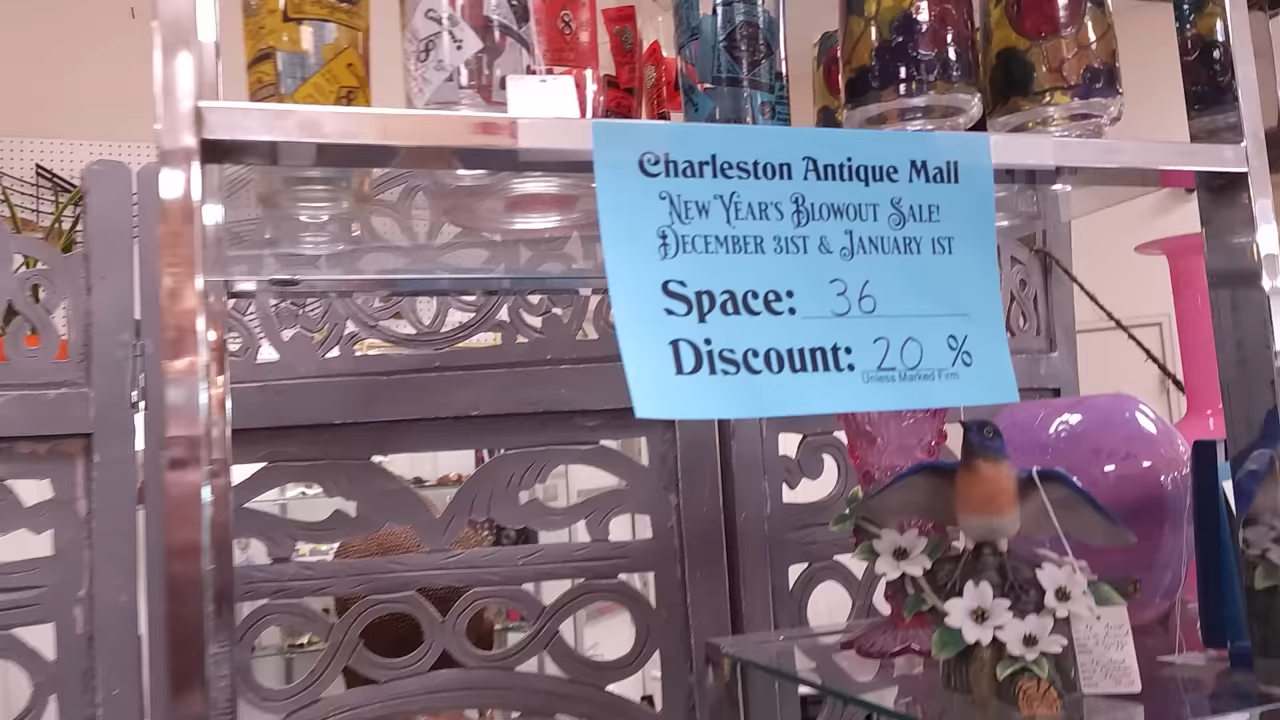 Charleston Antique Mall
New Year's Blowout Sale!
December 31st & January 1st
Space: 36
Discount: 20 %
Unless Marked Firm